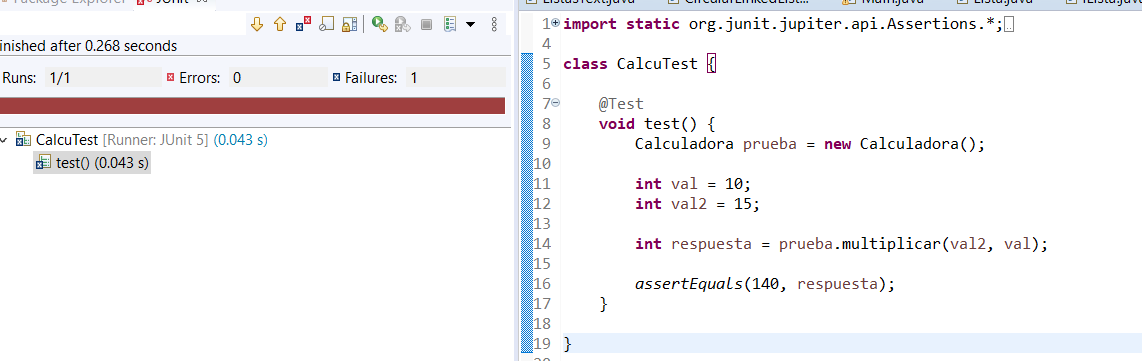 Package Explorer JUnit
inished after 0.268 seconds
Runs: 1/1 Errors: 0 Failures: 1
CalcuTest [Runner: JUnit 5] (0.043 s)
test() (0.043 s)
ListasText.java CircularLinkedList... Main.java Lista.java
1 import static org.junit.jupiter.api.Assertions.*;
4
5 class CalcuTest {
6
7 @Test
8 void test() {
9 Calculadora prueba = new Calculadora();
10
11 int val = 10;
12 int val2 = 15;
13
14 int respuesta = prueba.multiplicar(val2, val);
15
16 assertEquals(140, respuesta);
17 }
18
19 }